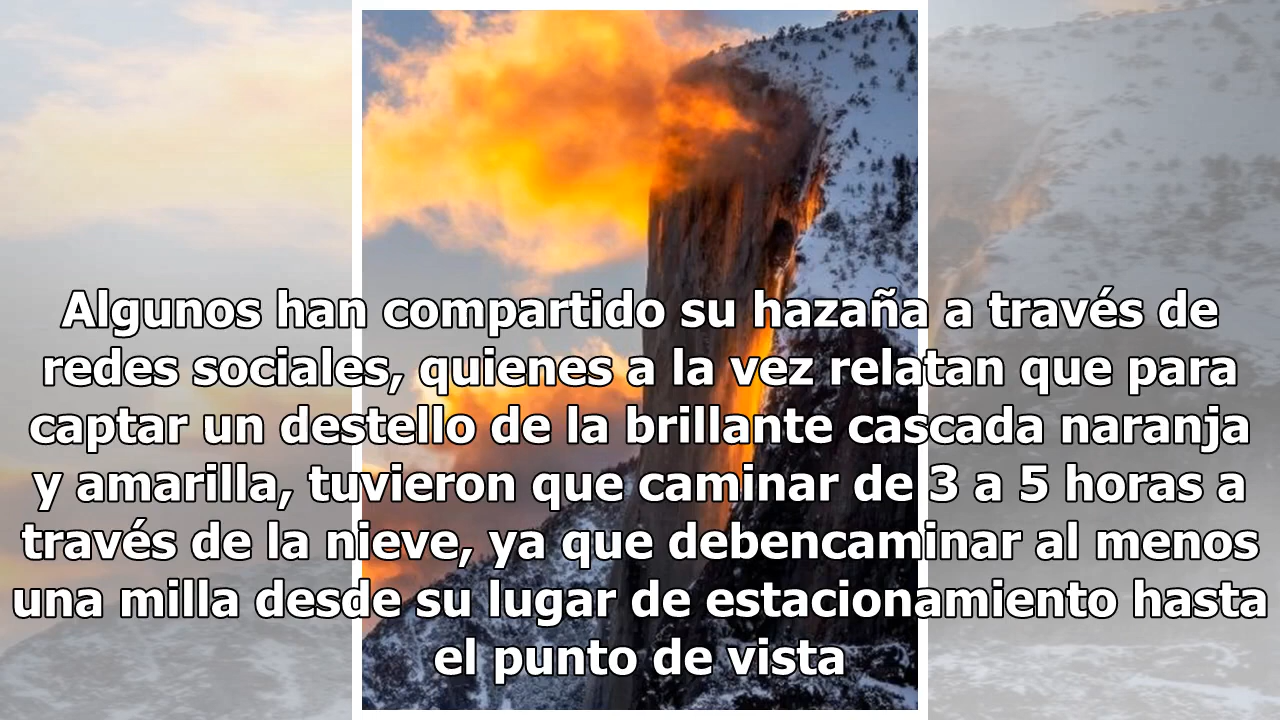 Algunos han compartido su hazaña a través de
redes sociales, quienes a la vez relatan que para
captar un destello de la brillante cascada naranja
y amarilla, tuvieron que caminar de 3 a 5 horas a
través de la nieve, ya que debencaminar al menos
una milla desde su lugar de estacionamiento hasta
el punto de vista